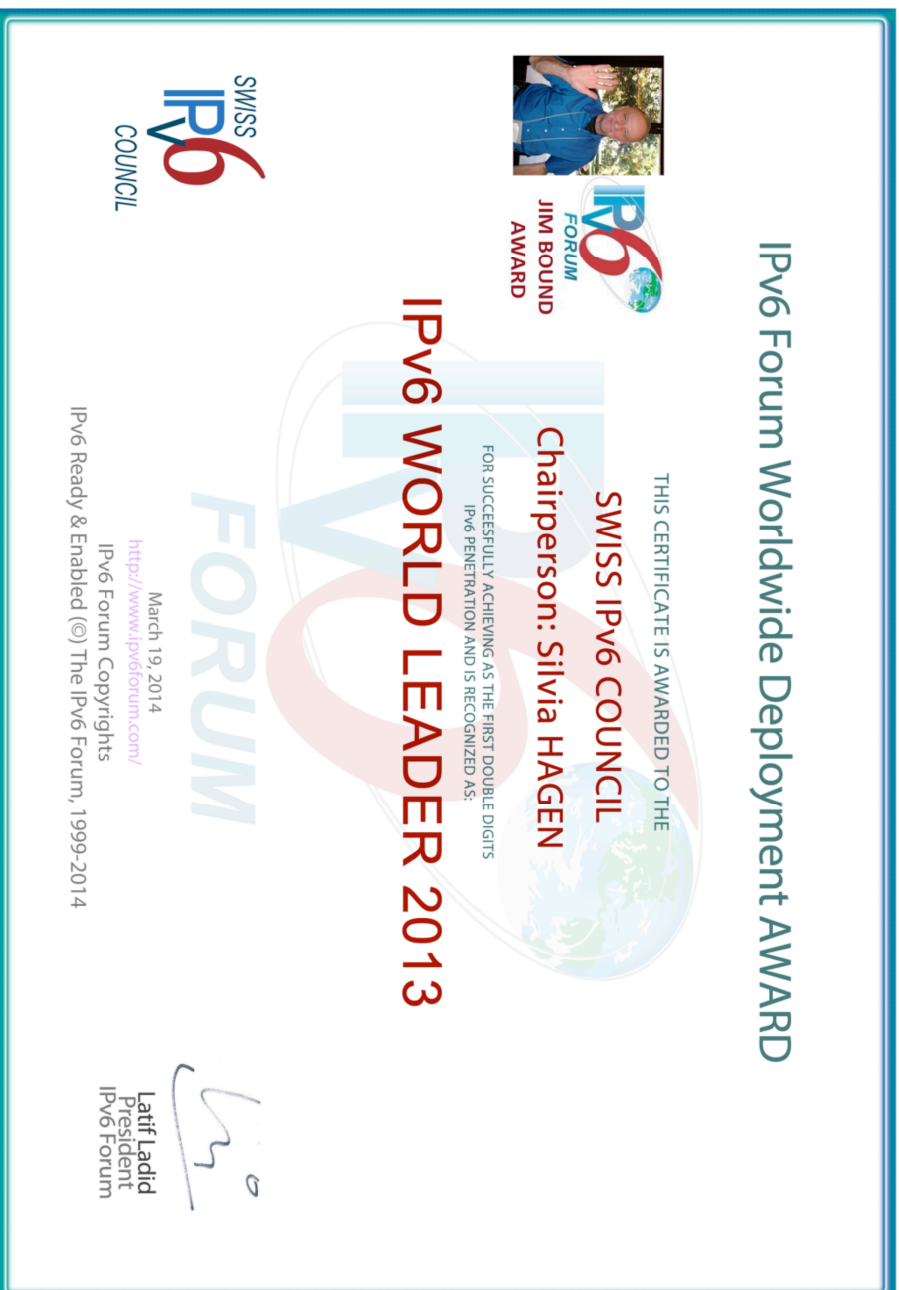 IPv6 Forum Worldwide Deployment AWARD
THIS CERTIFICATE IS AWARDED TO THE
SWISS IPv6 COUNCIL
Chairperson: Silvia HAGEN
FOR SUCCEESFULLY ACHIEVING AS THE FIRST DOUBLE DIGITS
IPv6 PENETRATION AND IS RECOGNIZED AS:
IPv6 WORLD LEADER 2013
IPv6
FORUM
JIM BOUND
AWARD
IPv6
FORUM
SWISS
IPv6
COUNCIL
March 19, 2014
http://www.ipv6forum.com/
IPv6 Forum Copyrights
IPv6 Ready & Enabled (©) The IPv6 Forum, 1999-2014
Latif Ladid
President
IPv6 Forum